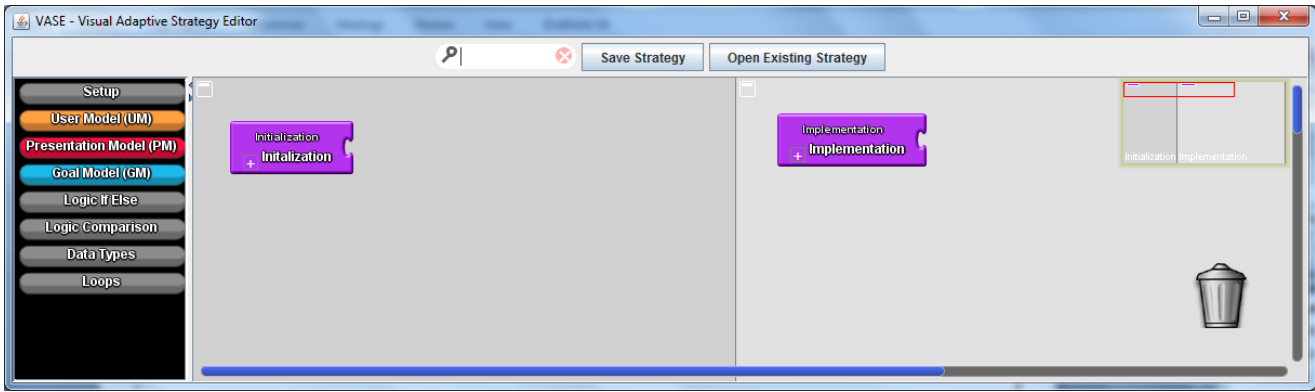 VASE - Visual Adaptive Strategy Editor
Save Strategy
Open Existing Strategy
Setup
User Model (UM)
Presentation Model (PM)
Goal Model (GM)
Logic If Else
Logic Comparison
Data Types
Loops
Initialization
+ Initalization
Implementation
+ Implementation
Initialization Implementation